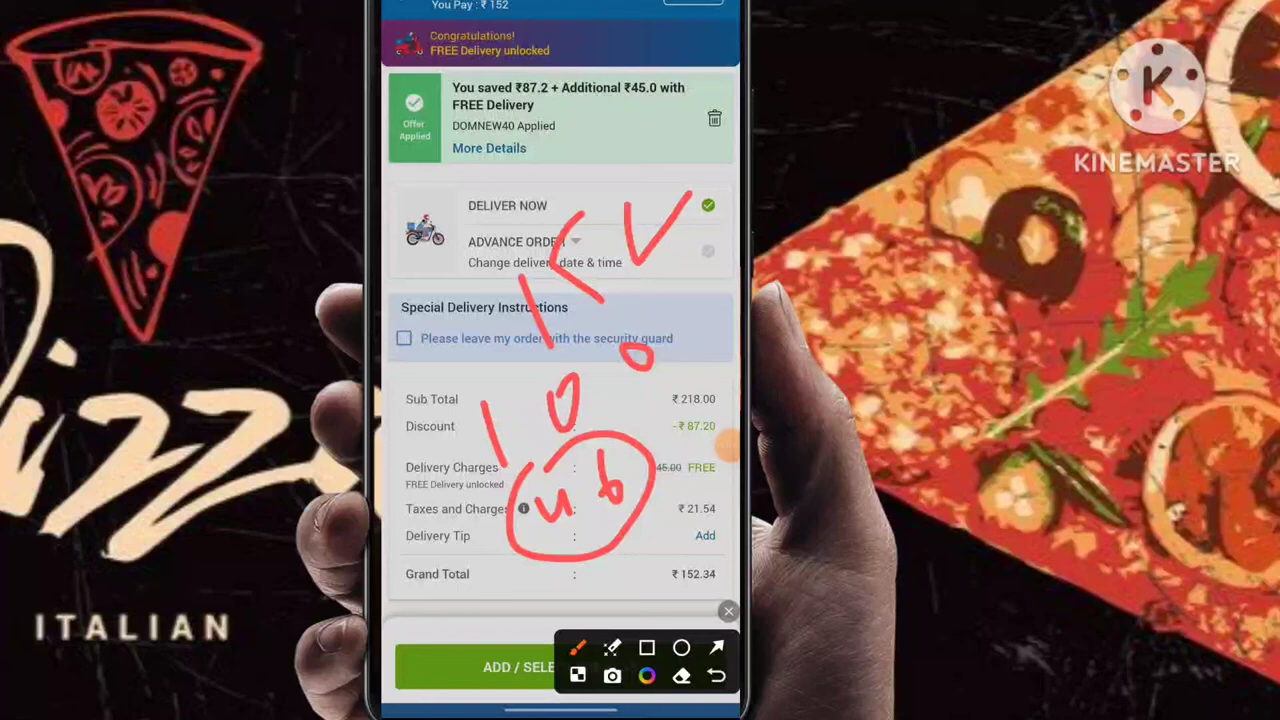 You Pay : ₹ 152
Congratulations!
FREE Delivery unlocked
You saved ₹87.2 + Additional ₹45.0 with
FREE Delivery
DOMNEW40 Applied
More Details
Offer
Applied
DELIVER NOW
ADVANCE ORDER
Change delivery date & time
Special Delivery Instructions
Please leave my order with the security guard
Sub Total ₹ 218.00
Discount : -₹ 87.20
Delivery Charges : 45.00 FREE
FREE Delivery unlocked
Taxes and Charges : ₹ 21.54
Delivery Tip : Add
Grand Total : ₹ 152.34
ADD / SELE
K
KINEMASTER
ITALIAN